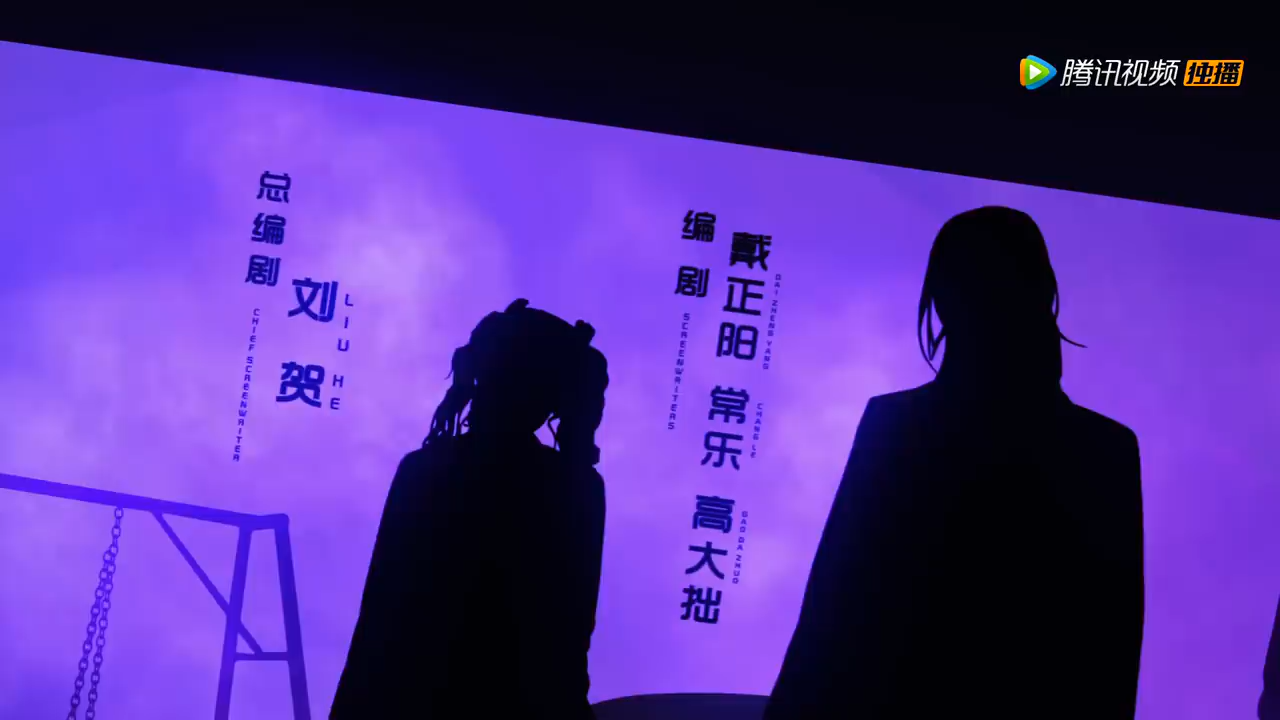 腾讯视频 独播
总编剧
CHIEF SCREENWRITER
刘贺
LIU HE
编剧
SCREENWRITERS
戴正阳
DAI ZHENG YANG
常乐
CHANG LE
高大拙
GAO DA ZHUO